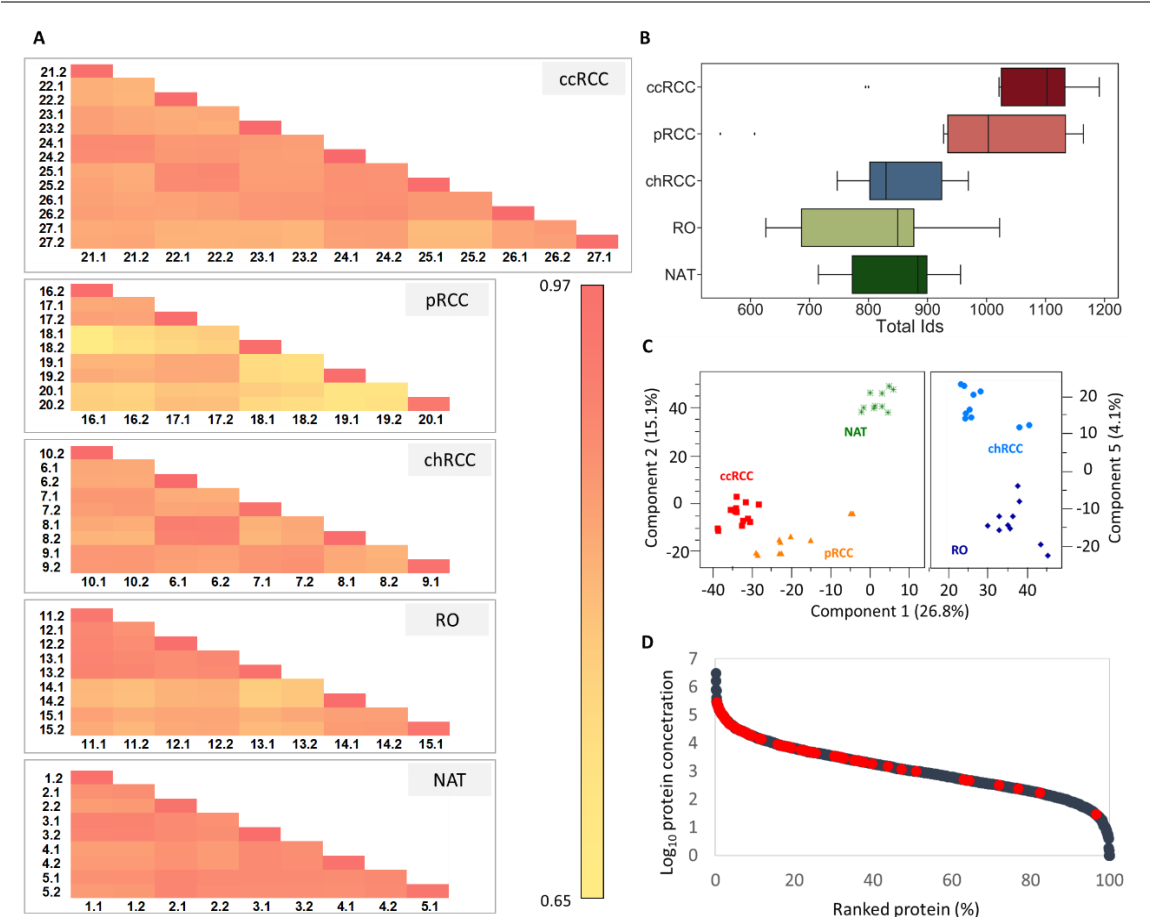 A
ccRCC
21.2
22.1
22.2
23.1
23.2
24.1
24.2
25.1
25.2
26.1
26.2
27.1
27.2
21.1 21.2 22.1 22.2 23.1 23.2 24.1 24.2 25.1 25.2 26.1 26.2 27.1
pRCC
16.2
17.1
17.2
18.1
18.2
19.1
19.2
20.1
20.2
16.1 16.2 17.1 17.2 18.1 18.2 19.1 19.2 20.1
chRCC
10.2
6.1
6.2
7.1
7.2
8.1
8.2
9.1
9.2
10.1 10.2 6.1 6.2 7.1 7.2 8.1 8.2 9.1
RO
11.2
12.1
12.2
13.1
13.2
14.1
14.2
15.1
15.2
11.1 11.2 12.1 12.2 13.1 13.2 14.1 14.2 15.1
NAT
1.2
2.1
2.2
3.1
3.2
4.1
4.2
5.1
5.2
1.1 1.2 2.1 2.2 3.1 3.2 4.1 4.2 5.1
0.97
0.65
B
ccRCC
pRCC
chRCC
RO
NAT
600 700 800 900 1000 1100 1200
Total Ids
C
Component 2 (15.1%)
40
20
0
-20
NAT
ccRCC
pRCC
-40 -30 -20 -10 0 10
chRCC
RO
20 30 40
20
10
0
-10
-20
Component 5 (4.1%)
Component 1 (26.8%)
D
Log10 protein concetration
7
6
5
4
3
2
1
0
0 20 40 60 80 100
Ranked protein (%)